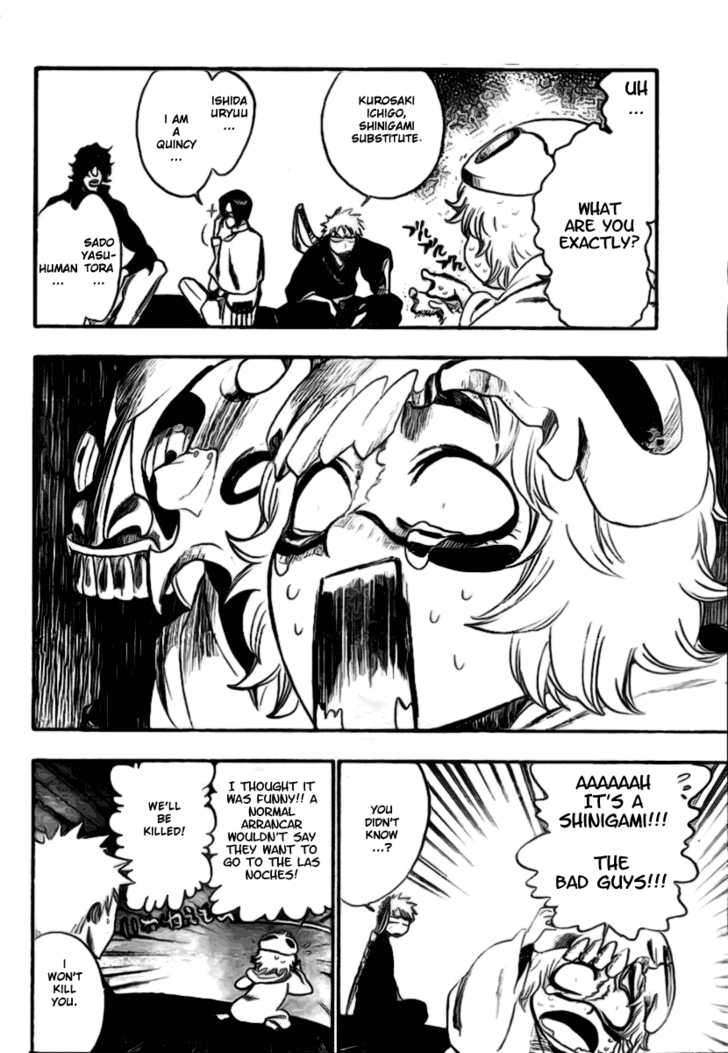 UH
...
WHAT
ARE YOU
EXACTLY?
KUROSAKI
ICHIGO,
SHINIGAMI
SUBSTITUTE.
ISHIDA
URYUU
...
I AM
A
QUINCY
...
SADO
YASU-
TORA
...
HUMAN
...
AAAAAAH
IT'S A
SHINIGAMI!!!
THE
BAD GUYS!!!
YOU
DIDN'T
KNOW
...?
I THOUGHT IT
WAS FUNNY!! A
NORMAL
ARRANCAR
WOULDN'T SAY
THEY WANT TO
GO TO THE LAS
NOCHES!
WE'LL
BE
KILLED!
I
WON'T
KILL
YOU.